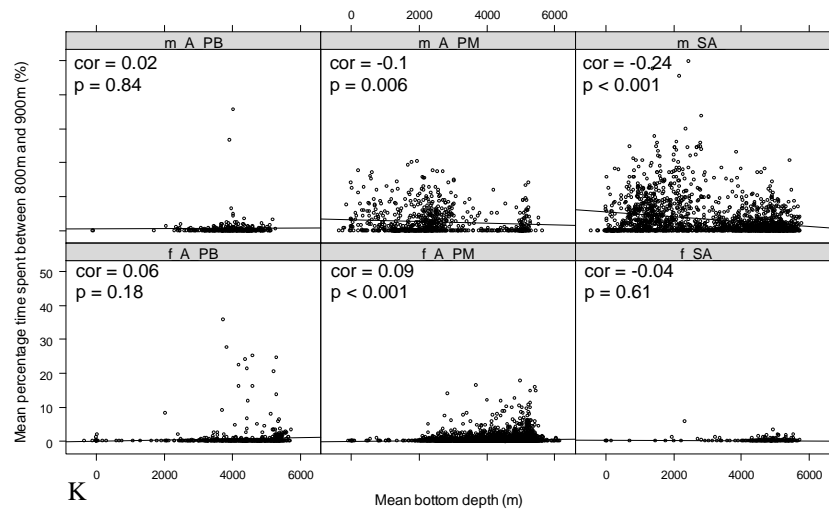 0 2000 4000 6000
m_A_PB m_A_PM m_SA
cor = 0.02 cor = -0.1 cor = -0.24
p = 0.84 p = 0.006 p < 0.001
f_A_PB f_A_PM f_SA
cor = 0.06 cor = 0.09 cor = -0.04
p = 0.18 p < 0.001 p = 0.61
50
40
30
20
10
0
Mean percentage time spent between 800m and 900m (%)
0 2000 4000 6000 0 2000 4000 6000
K
Mean bottom depth (m)